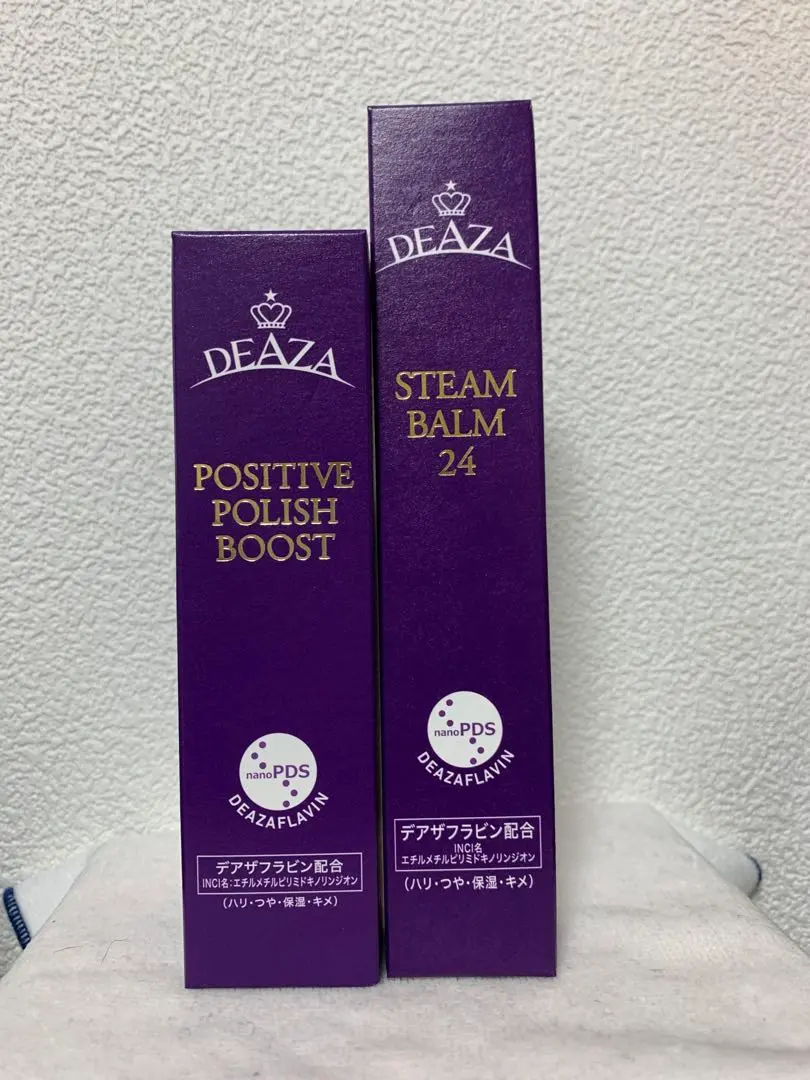 DEAZA
POSITIVE
POLISH
BOOST
nanoPDS
DEAZAFLAVIN
デアザフラビン配合
INCI名:エチルメチルピリミドキノリンジオン
(ハリ・つや・保湿・キメ)
DEAZA
STEAM
BALM
24
nanoPDS
DEAZAFLAVIN
デアザフラビン配合
INCI名
エチルメチルピリミドキノリンジオン
(ハリ・つや・保湿・キメ)